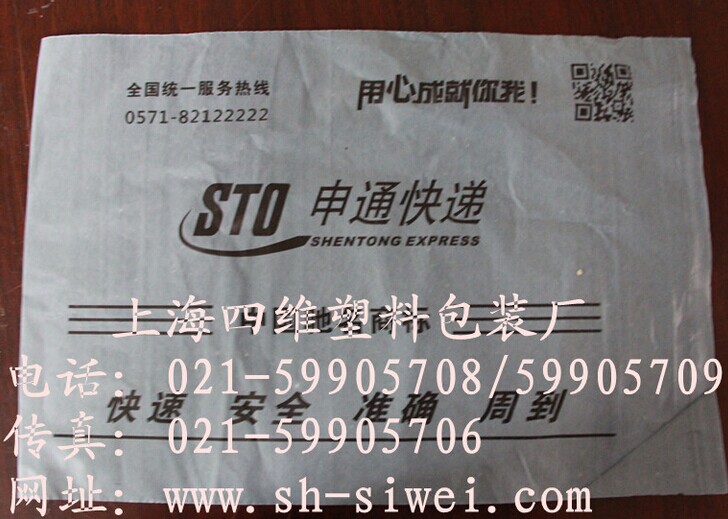 全国统一服务热线
0571-82122222
用心成就你我!
STO 申通快递
SHENTONG EXPRESS
上海四维塑料包装厂
电话: 021-59905708/59905709
快速 安全 准确 周到
传真: 021-59905706
网址: www.sh-siwei.com